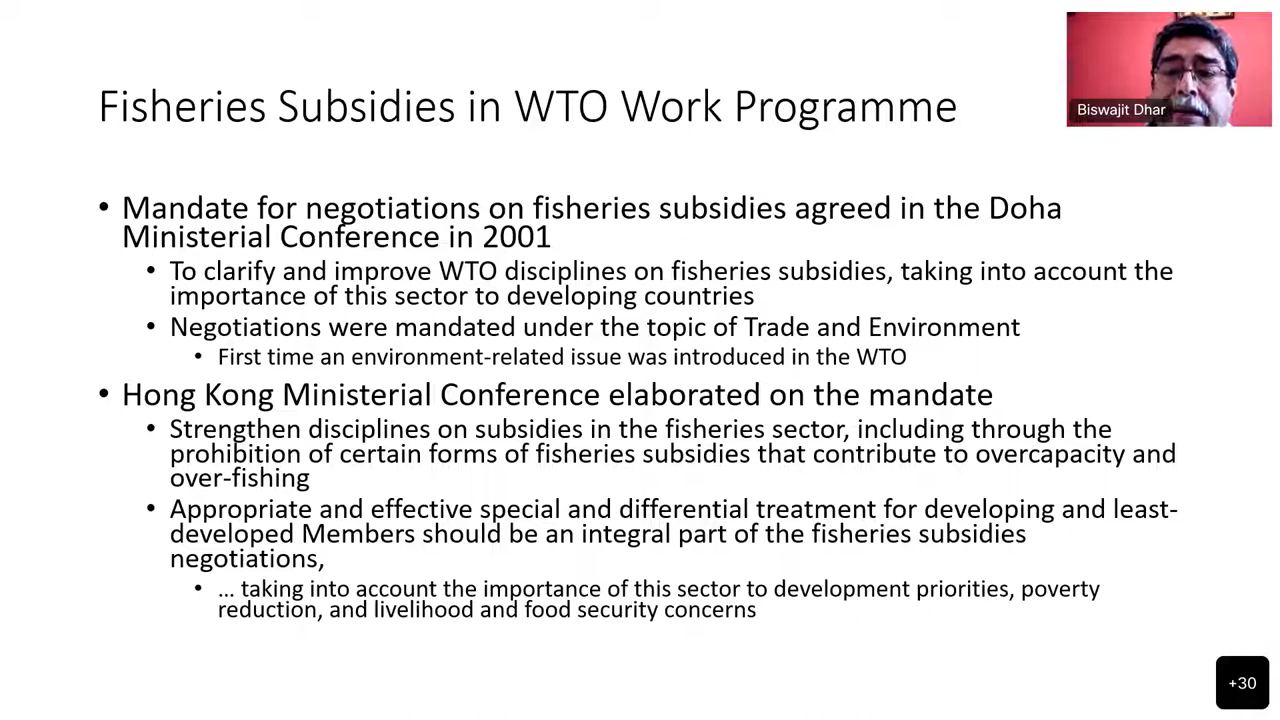 Fisheries Subsidies in WTO Work Programme
Biswajit Dhar
• Mandate for negotiations on fisheries subsidies agreed in the Doha
Ministerial Conference in 2001
• To clarify and improve WTO disciplines on fisheries subsidies, taking into account the
importance of this sector to developing countries
• Negotiations were mandated under the topic of Trade and Environment
• First time an environment-related issue was introduced in the WTO
• Hong Kong Ministerial Conference elaborated on the mandate
• Strengthen disciplines on subsidies in the fisheries sector, including through the
prohibition of certain forms of fisheries subsidies that contribute to overcapacity and
over-fishing
• Appropriate and effective special and differential treatment for developing and least-
developed Members should be an integral part of the fisheries subsidies
negotiations,
• … taking into account the importance of this sector to development priorities, poverty
reduction, and livelihood and food security concerns
+30